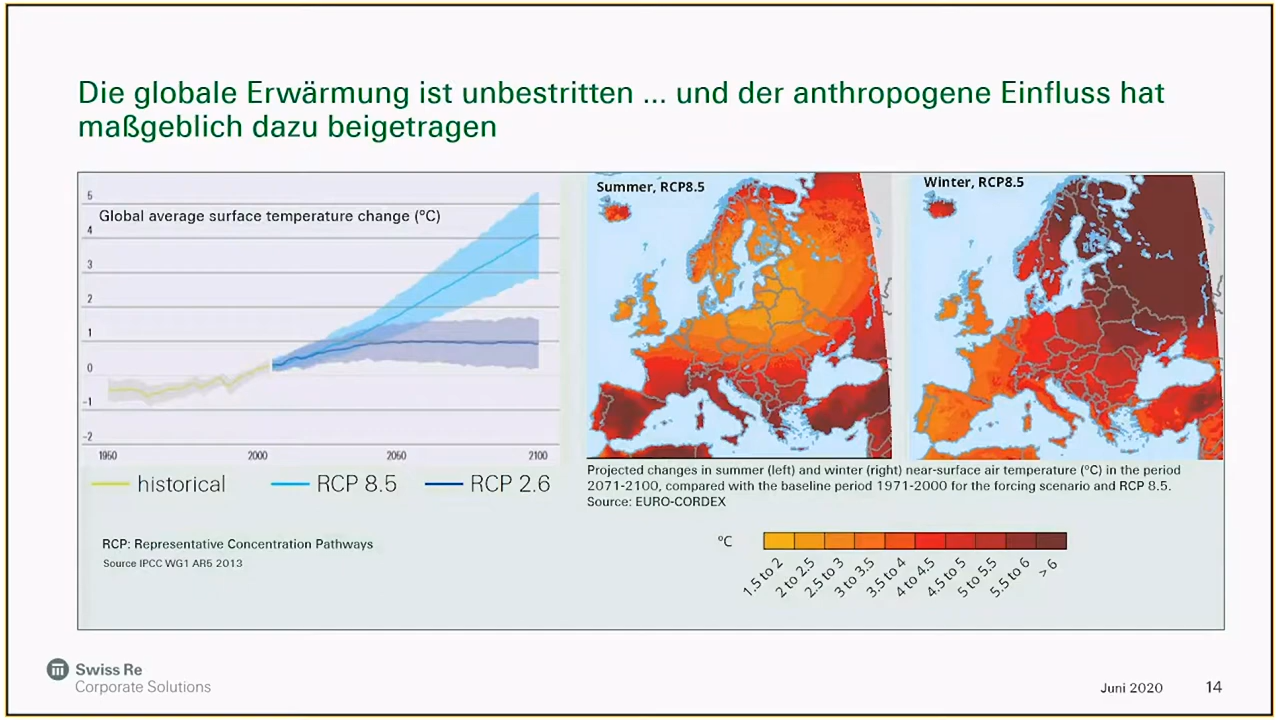 Die globale Erwärmung ist unbestritten ... und der anthropogene Einfluss hat
maßgeblich dazu beigetragen
5
Global average surface temperature change (°C)
4
3
2
1
0
-1
-2
1950
2000
2050
2100
historical
RCP 8.5
RCP 2.6
RCP: Representative Concentration Pathways
Source IPCC WG1 AR5 2013
Summer, RCP8.5
Winter, RCP8.5
Projected changes in summer (left) and winter (right) near-surface air temperature (°C) in the period
2071-2100, compared with the baseline period 1971-2000 for the forcing scenario and RCP 8.5.
Source: EURO-CORDEX
°C
1.5 to 2
2 to 2.5
2.5 to 3
3 to 3.5
3.5 to 4
4 to 4.5
4.5 to 5
5 to 5.5
5.5 to 6
> 6
Swiss Re
Corporate Solutions
Juni 2020
14